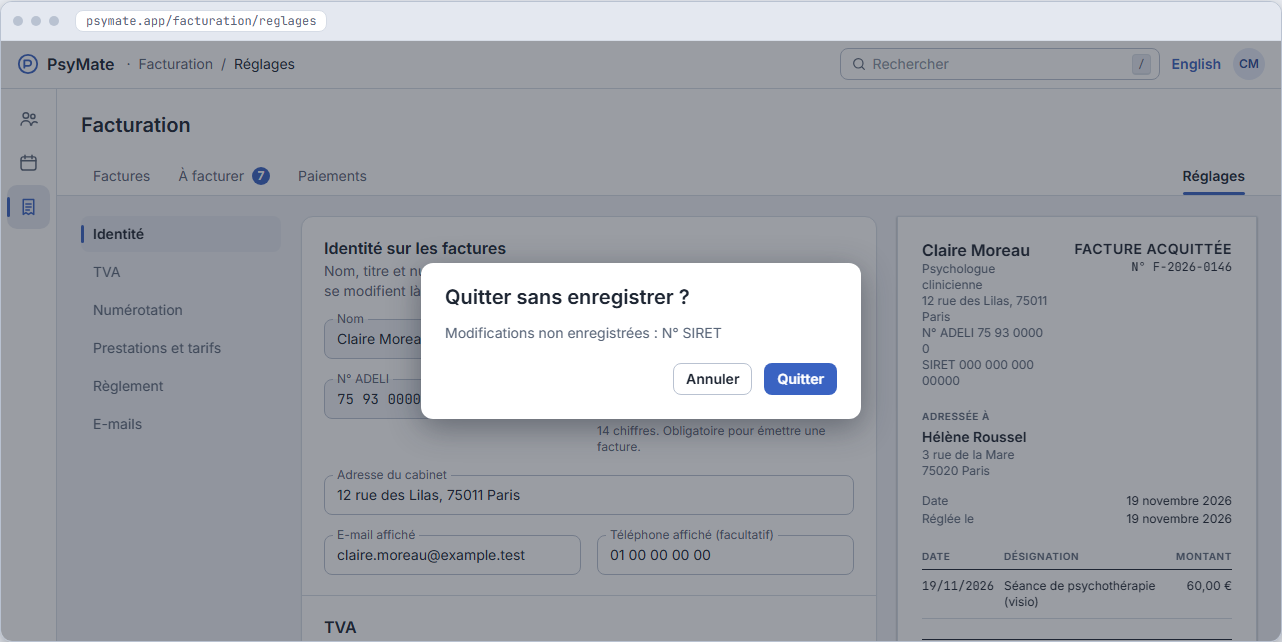 psymate.app/facturation/reglages
PsyMate · Facturation / Réglages
Rechercher
/
English
CM
Facturation
Factures
À facturer 7
Paiements
Réglages
Identité
TVA
Numérotation
Prestations et tarifs
Règlement
E-mails
Identité sur les factures
Nom, titre et
se modifient
Nom
Claire
N° ADELI
75 93 0000
14 chiffres. Obligatoire pour émettre une
facture.
Adresse du cabinet
12 rue des Lilas, 75011 Paris
E-mail affiché
claire.moreau@example.test
Téléphone affiché (facultatif)
01 00 00 00 00
TVA
Quitter sans enregistrer ?
Modifications non enregistrées : N° SIRET
Annuler
Quitter
Claire Moreau
Psychologue
clinicienne
12 rue des Lilas, 75011
Paris
N° ADELI 75 93 0000
0
SIRET 000 000 000
00000
FACTURE ACQUITTÉE
N° F-2026-0146
ADRESSÉE À
Hélène Roussel
3 rue de la Mare
75020 Paris
Date 19 novembre 2026
Réglée le 19 novembre 2026
DATE DÉSIGNATION MONTANT
19/11/2026 Séance de psychothérapie 60,00 €
(visio)